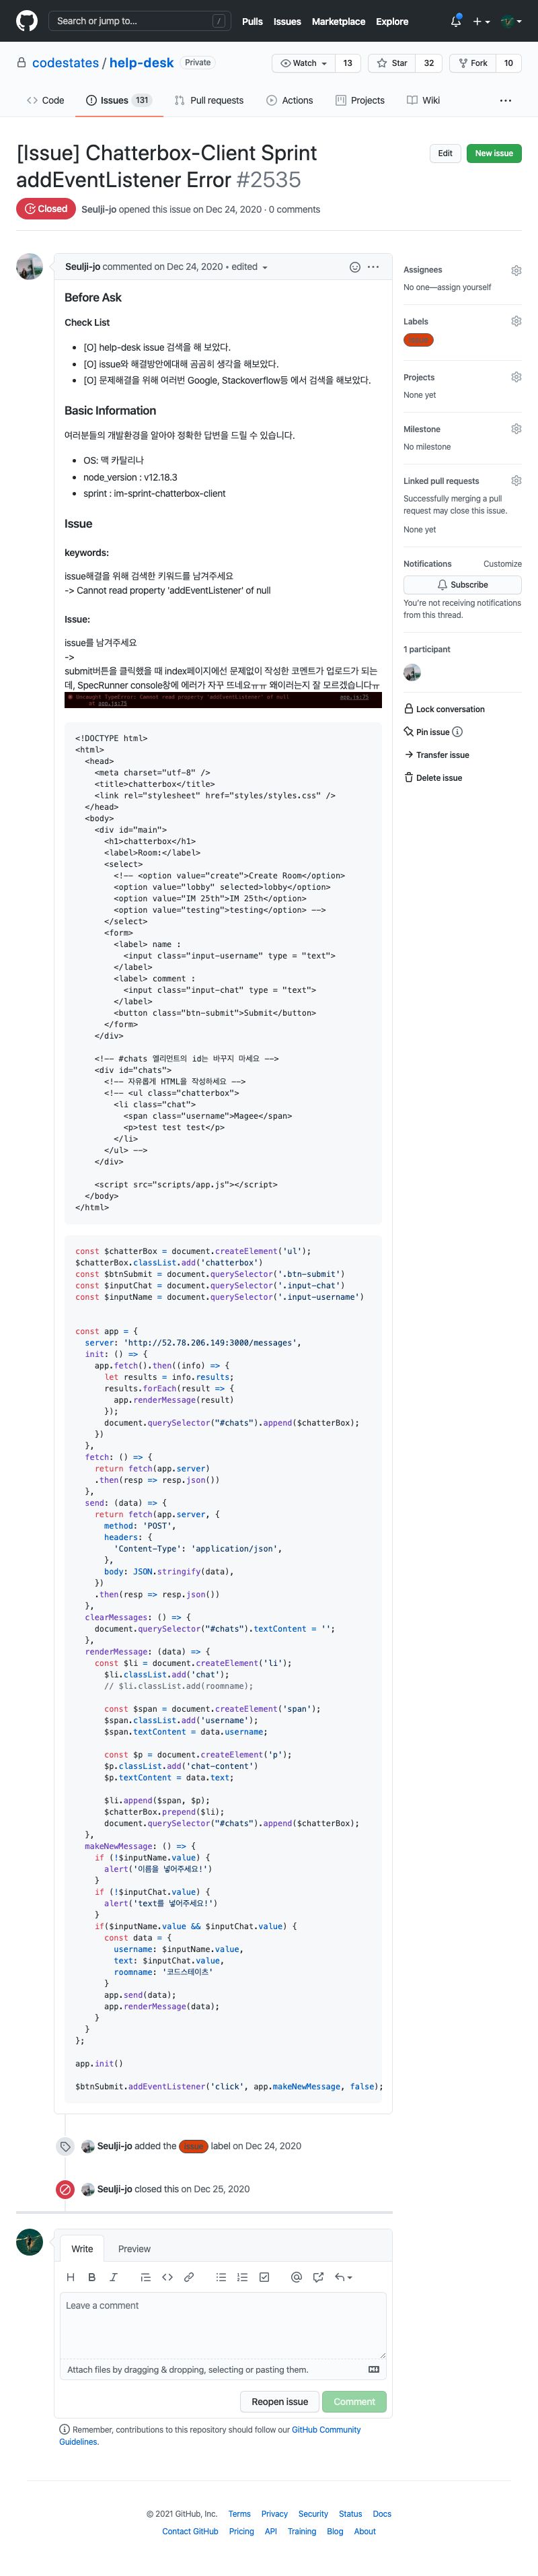 Search or jump to...
/
Pulls Issues Marketplace Explore
codestates / help-desk Private
Watch 13 Star 32 Fork 10
Code Issues 131 Pull requests Actions Projects Wiki
[Issue] Chatterbox-Client Sprint
addEventListener Error #2535
Edit New issue
Closed Seulji-jo opened this issue on Dec 24, 2020 · 0 comments
Seulji-jo commented on Dec 24, 2020 • edited
Before Ask
Check List
[O] help-desk issue 검색을 해 보았다.
[O] issue와 해결방안에대해 곰곰히 생각을 해보았다.
[O] 문제해결을 위해 여러번 Google, Stackoverflow등 에서 검색을 해보았다.
Basic Information
여러분들의 개발환경을 알아야 정확한 답변을 드릴 수 있습니다.
OS: 맥 카탈리나
node_version : v12.18.3
sprint : im-sprint-chatterbox-client
Issue
keywords:
issue해결을 위해 검색한 키워드를 남겨주세요
-> Cannot read property 'addEventListener' of null
Issue:
issue를 남겨주세요
->
submit버튼을 클릭했을 때 index페이지에선 문제없이 작성한 코멘트가 업로드가 되는
데, SpecRunner console창에 에러가 자꾸 뜨네요ㅠㅠ 왜이러는지 잘 모르겠습니다ㅠ
Uncaught TypeError: Cannot read property 'addEventListener' of null app.js:75
at app.js:75
<!DOCTYPE html>
<html>
<head>
<meta charset="utf-8" />
<title>chatterbox</title>
<link rel="stylesheet" href="styles/styles.css" />
</head>
<body>
<div id="main">
<h1>chatterbox</h1>
<label>Room:</label>
<select>
<!-- <option value="create">Create Room</option>
<option value="lobby" selected>lobby</option>
<option value="IM 25th">IM 25th</option>
<option value="testing">testing</option> -->
</select>
<form>
<label> name :
<input class="input-username" type = "text">
</label>
<label> comment :
<input class="input-chat" type = "text">
</label>
<button class="btn-submit">Submit</button>
</form>
</div>
<!-- #chats 엘리먼트의 id는 바꾸지 마세요 -->
<div id="chats">
<!-- 자유롭게 HTML을 작성하세요 -->
<!-- <ul class="chatterbox">
<li class="chat">
<span class="username">Magee</span>
<p>test test test</p>
</li>
</ul> -->
</div>
<script src="scripts/app.js"></script>
</body>
</html>
const $chatterBox = document.createElement('ul');
$chatterBox.classList.add('chatterbox')
const $btnSubmit = document.querySelector('.btn-submit')
const $inputChat = document.querySelector('.input-chat')
const $inputName = document.querySelector('.input-username')
const app = {
server: 'http://52.78.206.149:3000/messages',
init: () => {
app.fetch().then((info) => {
let results = info.results;
results.forEach(result => {
app.renderMessage(result)
});
document.querySelector("#chats").append($chatterBox);
})
},
fetch: () => {
return fetch(app.server)
.then(resp => resp.json())
},
send: (data) => {
return fetch(app.server, {
method: 'POST',
headers: {
'Content-Type': 'application/json',
},
body: JSON.stringify(data),
})
.then(resp => resp.json())
},
clearMessages: () => {
document.querySelector("#chats").textContent = '';
},
renderMessage: (data) => {
const $li = document.createElement('li');
$li.classList.add('chat');
// $li.classList.add(roomname);
const $span = document.createElement('span');
$span.classList.add('username');
$span.textContent = data.username;
const $p = document.createElement('p');
$p.classList.add('chat-content')
$p.textContent = data.text;
$li.append($span, $p);
$chatterBox.prepend($li);
document.querySelector("#chats").append($chatterBox);
},
makeNewMessage: () => {
if (!$inputName.value) {
alert('이름을 넣어주세요!')
}
if (!$inputChat.value) {
alert('text를 넣어주세요!')
}
if($inputName.value && $inputChat.value) {
const data = {
username: $inputName.value,
text: $inputChat.value,
roomname: '코드스테이츠'
}
app.send(data);
app.renderMessage(data);
}
}
};
app.init()
$btnSubmit.addEventListener('click', app.makeNewMessage, false);
Seulji-jo added the issue label on Dec 24, 2020
Seulji-jo closed this on Dec 25, 2020
Write Preview
Leave a comment
Attach files by dragging & dropping, selecting or pasting them.
Reopen issue Comment
Remember, contributions to this repository should follow our GitHub Community
Guidelines.
Assignees
No one—assign yourself
Labels
issue
Projects
None yet
Milestone
No milestone
Linked pull requests
Successfully merging a pull
request may close this issue.
None yet
Notifications Customize
Subscribe
You're not receiving notifications
from this thread.
1 participant
Lock conversation
Pin issue
Transfer issue
Delete issue
© 2021 GitHub, Inc. Terms Privacy Security Status Docs
Contact GitHub Pricing API Training Blog About